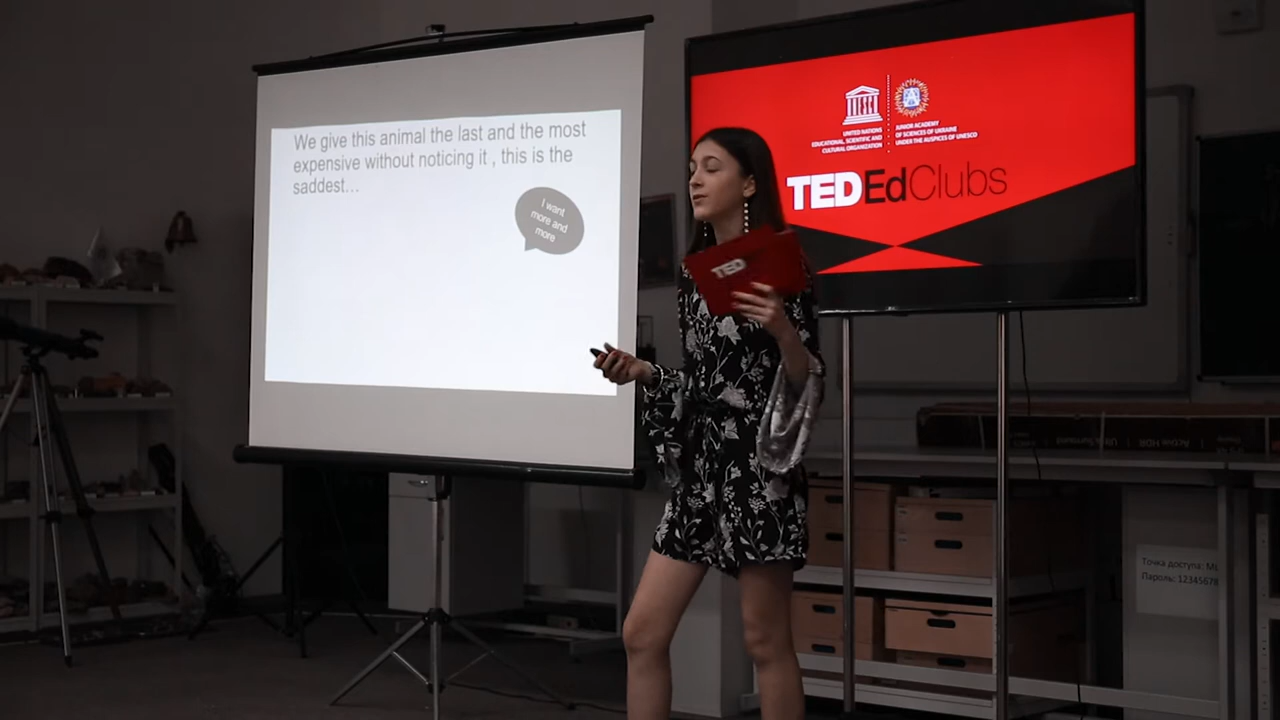 We give this animal the last and the most
expensive without noticing it , this is the
saddest…
I want
more and
more
UNITED NATIONS
EDUCATIONAL, SCIENTIFIC AND
CULTURAL ORGANIZATION
JUNIOR ACADEMY
OF SCIENCES OF UKRAINE
UNDER THE AUSPICES OF UNESCO
TEDEdClubs
TED
Точка доступа:
Пароль: 12345678